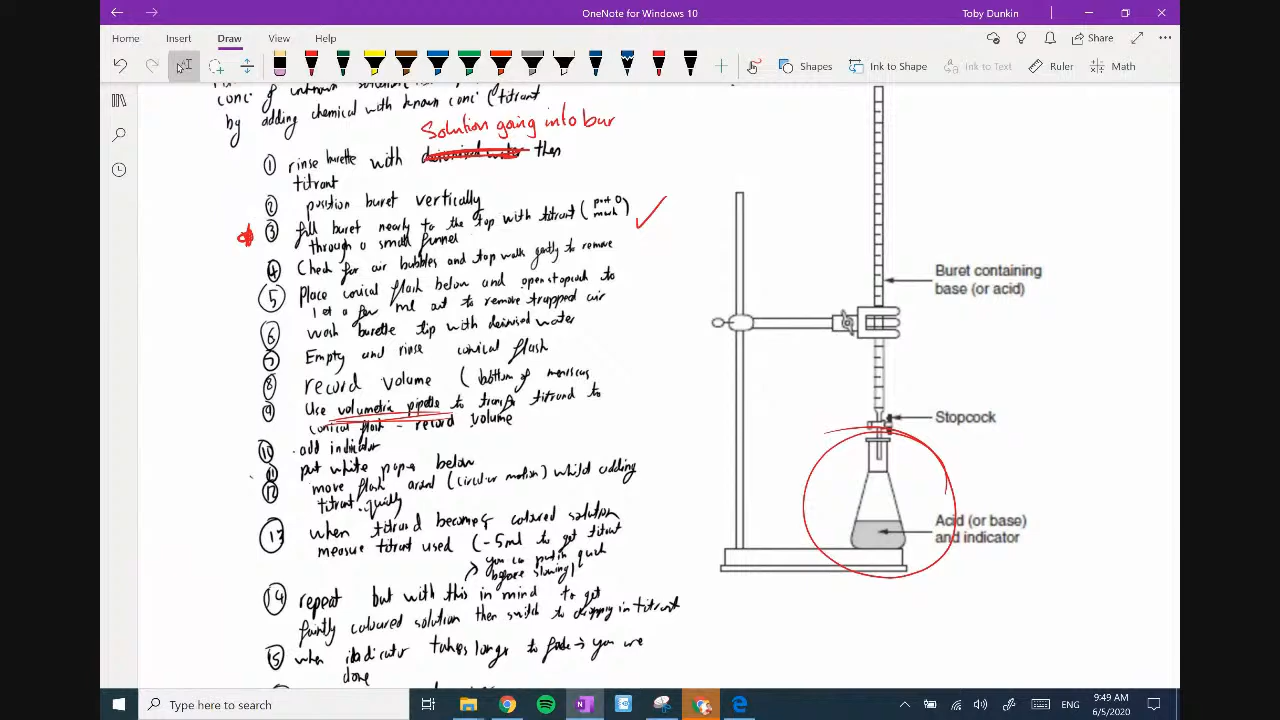 OneNote for Windows 10
Toby Dunkin
Home
Insert
Draw
View
Help
Share
Shapes
Ink to Shape
Ink to Text
Ruler
Math
conc of unknown
by adding chemical with known conc (titrant
Solution going into bur
① rinse burette with deionised water then
titrant
② position buret vertically
③ fill buret nearly to the top with titrant ( past 0
mark )
through a small funnel
④ Check for air bubbles and tap gently to remove
⑤ Place conical flask below and open stopcock to
let a few ml out to remove trapped air
⑥ wash burette tip with deionised water
⑦ Empty and rinse conical flask
⑧ record volume ( bottom of meniscus
⑨ Use volumetric pipette to transfer titrand to
conical flask - record volume
⑩ add indicator
⑪ put white paper below
⑫ move flask around (circular motion) whilst adding
titrant quickly
⑬ when titrand becomes coloured solution
measure titrant used (-5ml to get titrant
you can put in quick
before slowing)
⑭ repeat but with this in mind to get
faintly coloured solution then switch to dropping in titrant
⑮ when indicator takes longer to fade → you are
done
Buret containing
base (or acid)
Stopcock
Acid (or base)
and indicator
Type here to search
9:49 AM
6/5/2020